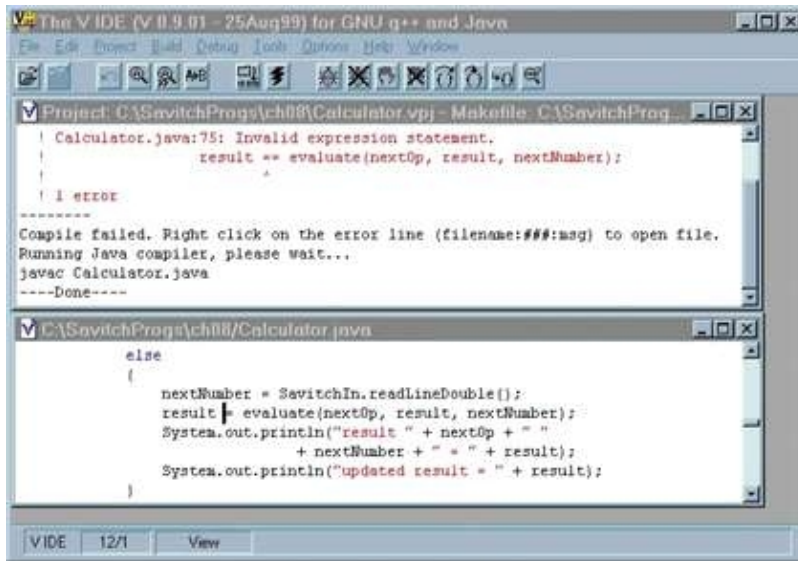 The V IDE (V 0.9.01 - 25Aug99) for GNU g++ and Java
File Edit Project Build Debug Tools Options Help Window
Project: C:\SavitchProgs\ch08\Calculator.vpj - Makefile: C:\SavitchProg...
! Calculator.java:75: Invalid expression statement.
! result == evaluate(nextOp, result, nextNumber);
! ^
! 1 error
--------
Compile failed. Right click on the error line (filename:###:msg) to open file.
Running Java compiler, please wait...
javac Calculator.java
----Done----
C:\SavitchProgs\ch08/Calculator.java
else
{
nextNumber = SavitchIn.readLineDouble();
result = evaluate(nextOp, result, nextNumber);
System.out.println("result " + nextOp + " "
+ nextNumber + " = " + result);
System.out.println("updated result = " + result);
}
V IDE 12/1 View